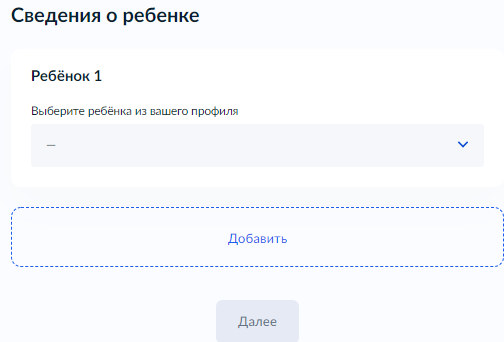 Сведения о ребенке
Ребёнок 1
Выберите ребёнка из вашего профиля
—
Добавить
Далее